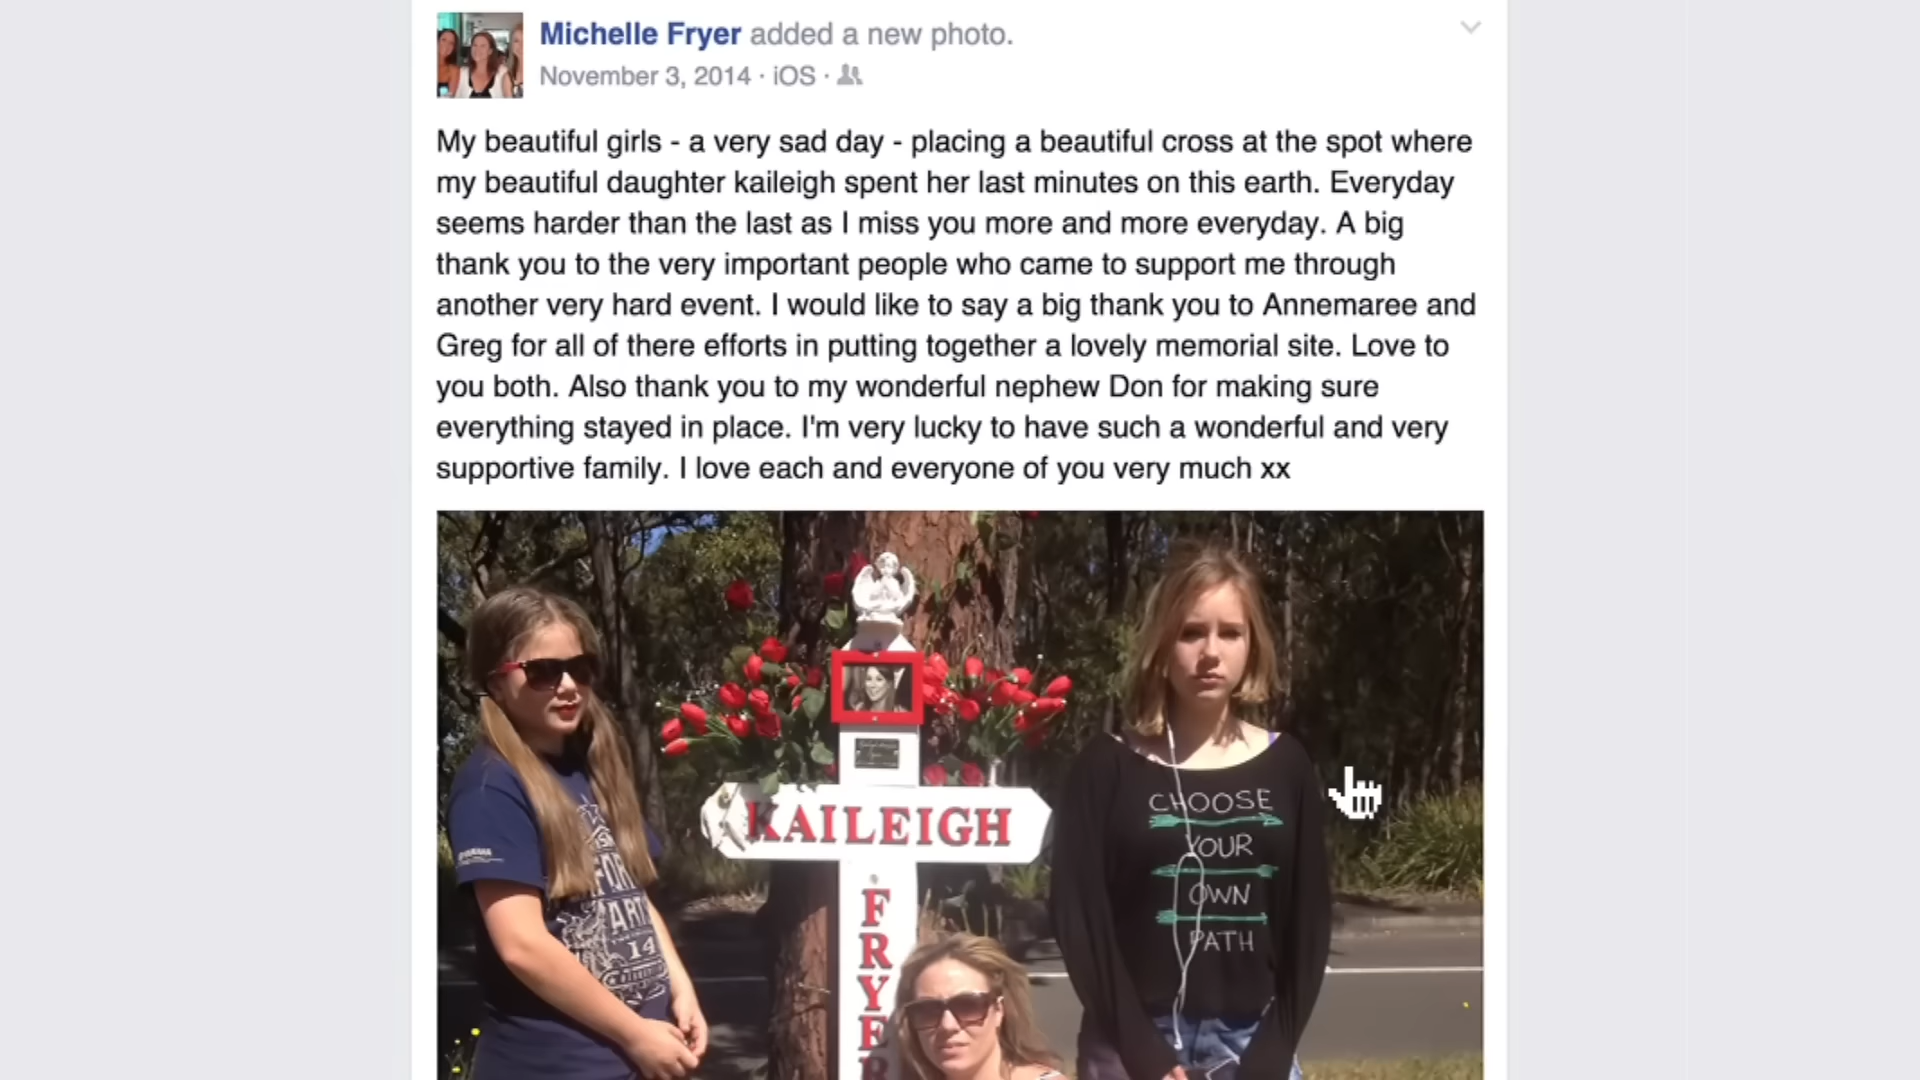 Michelle Fryer added a new photo.
November 3, 2014 · iOS ·
My beautiful girls - a very sad day - placing a beautiful cross at the spot where
my beautiful daughter kaileigh spent her last minutes on this earth. Everyday
seems harder than the last as I miss you more and more everyday. A big
thank you to the very important people who came to support me through
another very hard event. I would like to say a big thank you to Annemaree and
Greg for all of there efforts in putting together a lovely memorial site. Love to
you both. Also thank you to my wonderful nephew Don for making sure
everything stayed in place. I'm very lucky to have such a wonderful and very
supportive family. I love each and everyone of you very much xx
KAILEIGH
FRYER
CHOOSE
YOUR
OWN
PATH
YAMAHA
14